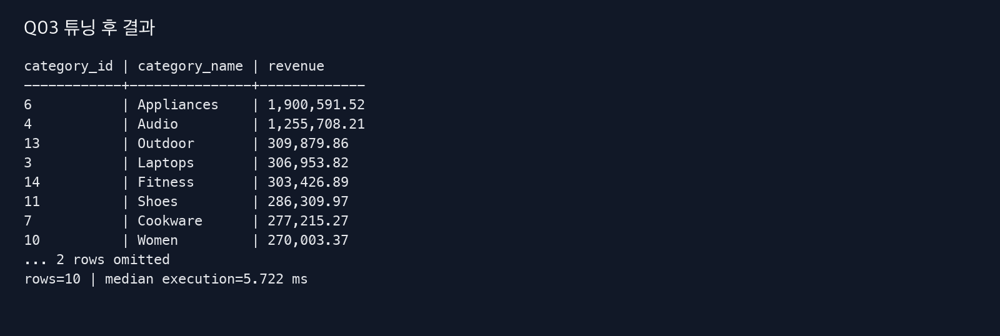 Q03 튜닝 후 결과
category_id | category_name | revenue
------------+---------------+-------------
6           | Appliances    | 1,900,591.52
4           | Audio         | 1,255,708.21
13          | Outdoor       | 309,879.86
3           | Laptops       | 306,953.82
14          | Fitness       | 303,426.89
11          | Shoes         | 286,309.97
7           | Cookware      | 277,215.27
10          | Women         | 270,003.37
... 2 rows omitted
rows=10 | median execution=5.722 ms